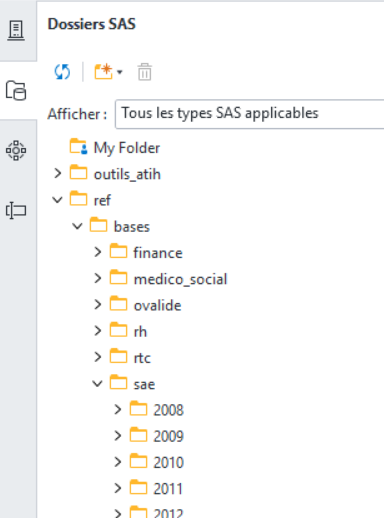 Dossiers SAS
Afficher : Tous les types SAS applicables
My Folder
outils_atih
ref
bases
finance
medico_social
ovalide
rh
rtc
sae
2008
2009
2010
2011
2012